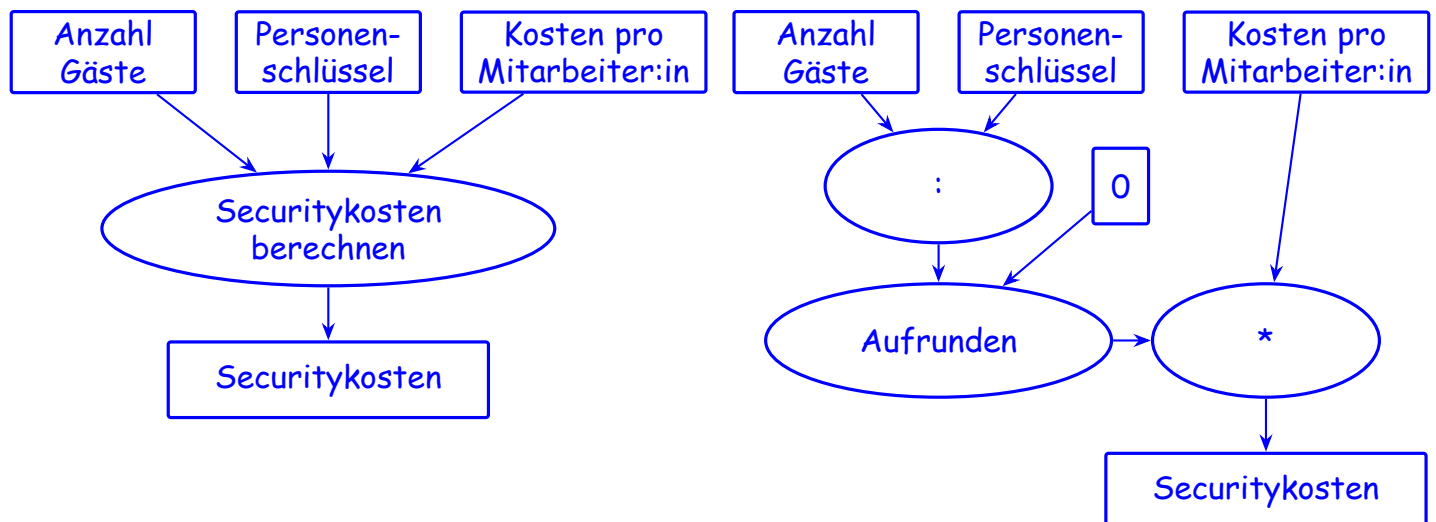 Anzahl
Gäste
Personen-
schlüssel
Kosten pro
Mitarbeiter:in
Securitykosten
berechnen
Securitykosten
Anzahl
Gäste
Personen-
schlüssel
Kosten pro
Mitarbeiter:in
:
0
Aufrunden
*
Securitykosten